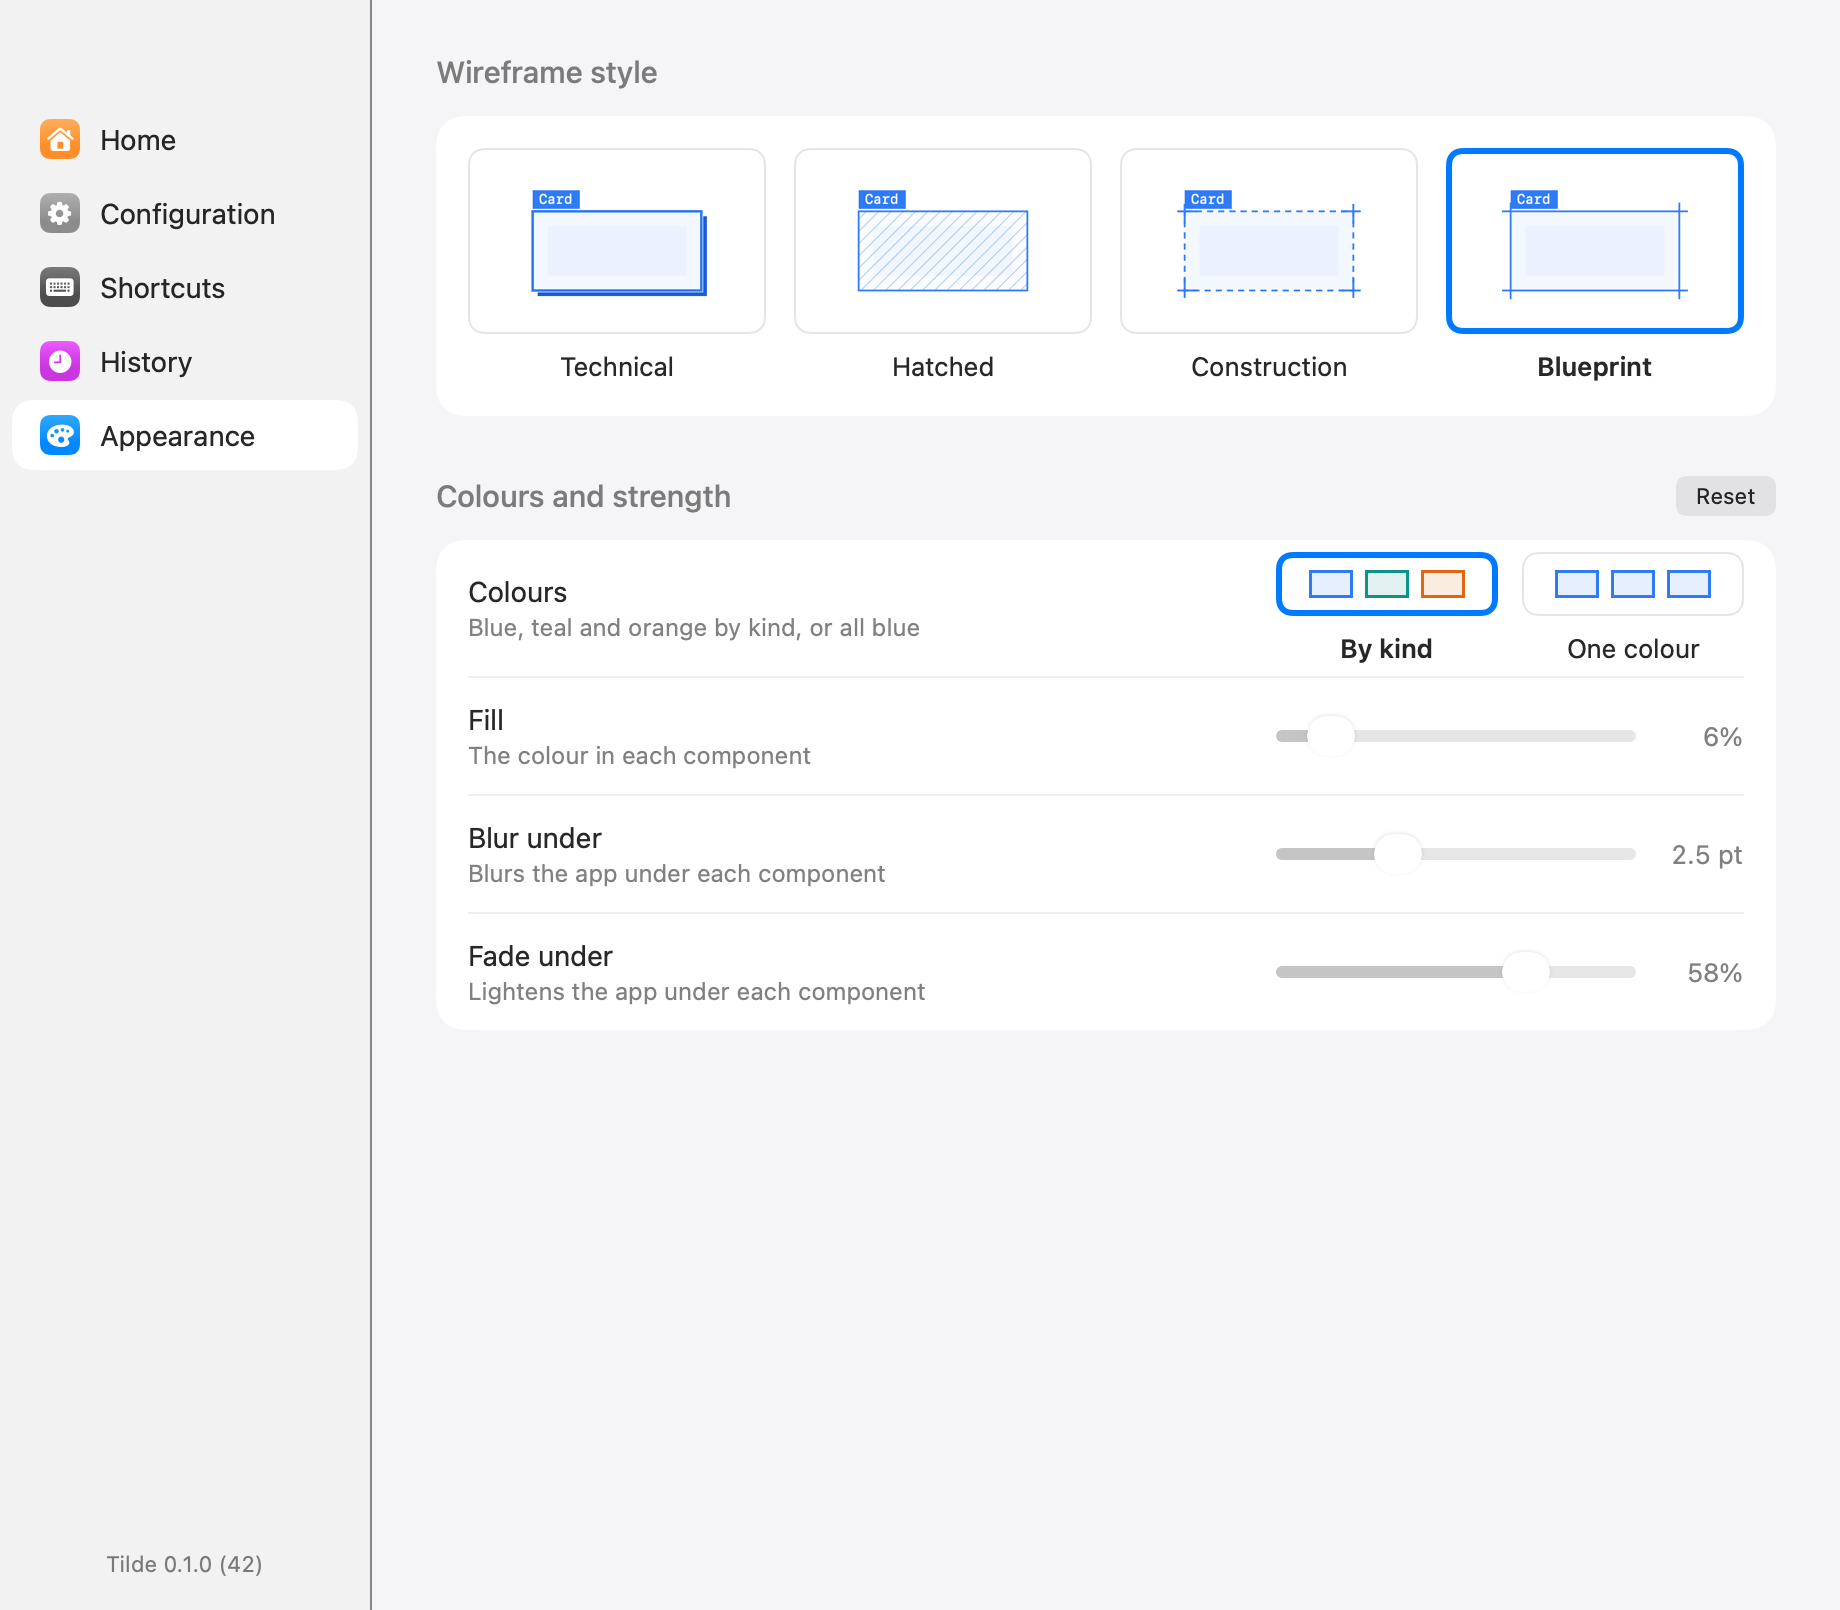 Home
Configuration
Shortcuts
History
Appearance
Tilde 0.1.0 (42)
Wireframe style
Card
Card
Card
Card
Technical
Hatched
Construction
Blueprint
Colours and strength
Reset
Colours
Blue, teal and orange by kind, or all blue
By kind
One colour
Fill
The colour in each component
6%
Blur under
Blurs the app under each component
2.5 pt
Fade under
Lightens the app under each component
58%